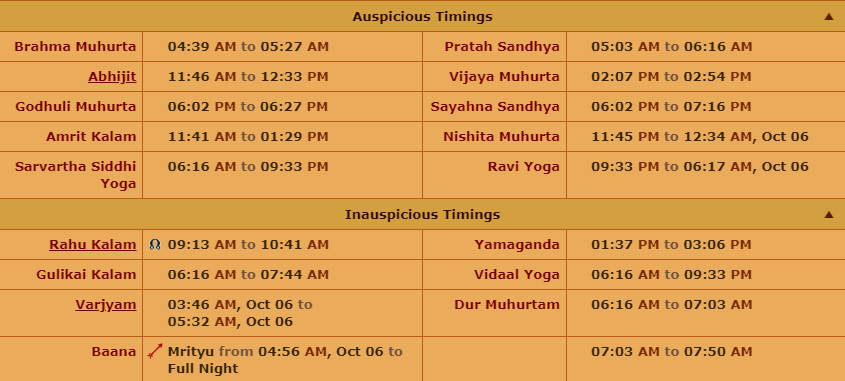 Auspicious Timings ▲
Brahma Muhurta 04:39 AM to 05:27 AM Pratah Sandhya 05:03 AM to 06:16 AM
Abhijit 11:46 AM to 12:33 PM Vijaya Muhurta 02:07 PM to 02:54 PM
Godhuli Muhurta 06:02 PM to 06:27 PM Sayahna Sandhya 06:02 PM to 07:16 PM
Amrit Kalam 11:41 AM to 01:29 PM Nishita Muhurta 11:45 PM to 12:34 AM, Oct 06
Sarvartha Siddhi
Yoga
06:16 AM to 09:33 PM Ravi Yoga 09:33 PM to 06:17 AM, Oct 06
Inauspicious Timings ▲
Rahu Kalam 09:13 AM to 10:41 AM Yamaganda 01:37 PM to 03:06 PM
Gulikai Kalam 06:16 AM to 07:44 AM Vidaal Yoga 06:16 AM to 09:33 PM
Varjyam 03:46 AM, Oct 06 to
05:32 AM, Oct 06
Dur Muhurtam 06:16 AM to 07:03 AM
Baana Mrityu from 04:56 AM, Oct 06 to
Full Night
07:03 AM to 07:50 AM